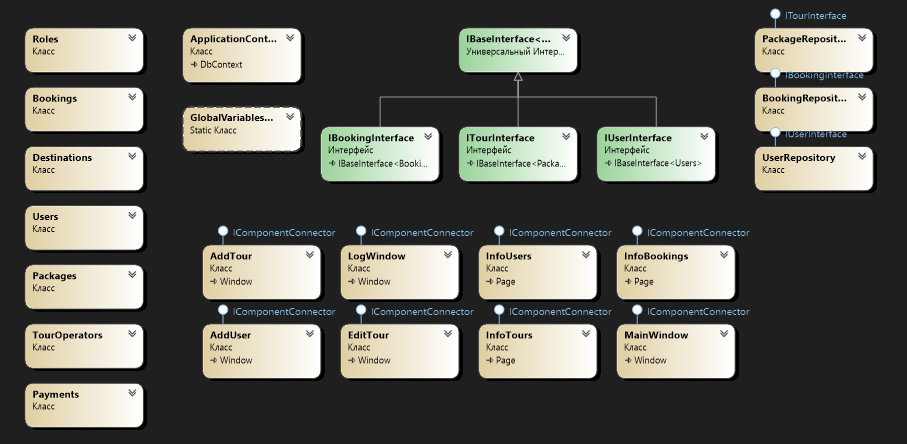 Roles
Класс
Bookings
Класс
Destinations
Класс
Users
Класс
Packages
Класс
TourOperators
Класс
Payments
Класс
ApplicationCont...
Класс
DbContext
GlobalVariables...
Static Класс
IBaseInterface<...
Универсальный Интер...
IBookingInterface
Интерфейс
IBaseInterface<Booki...
ITourInterface
Интерфейс
IBaseInterface<Packa...
IUserInterface
Интерфейс
IBaseInterface<Users>
ITourInterface
PackageReposit...
Класс
IBookingInterface
BookingReposit...
Класс
IUserInterface
UserRepository
Класс
IComponentConnector
AddTour
Класс
Window
IComponentConnector
LogWindow
Класс
Window
IComponentConnector
InfoUsers
Класс
Page
IComponentConnector
InfoBookings
Класс
Page
IComponentConnector
AddUser
Класс
Window
IComponentConnector
EditTour
Класс
Window
IComponentConnector
InfoTours
Класс
Page
IComponentConnector
MainWindow
Класс
Window